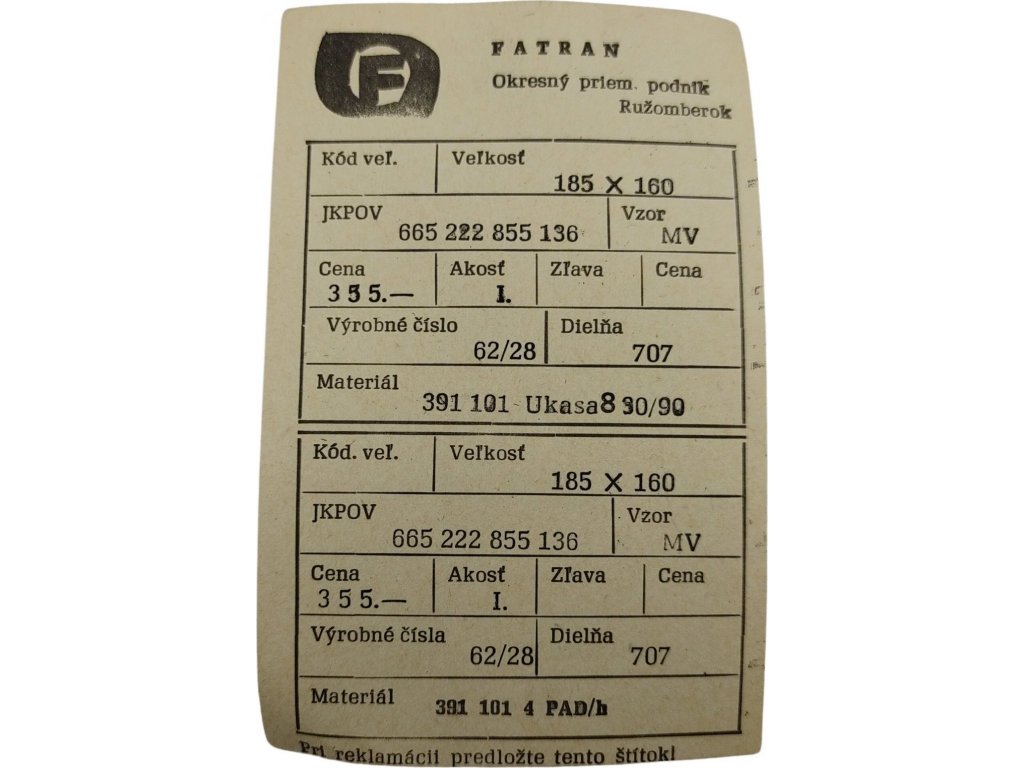 F
FATRAN
Okresný priem. podnik
Ružomberok
Kód veľ. Veľkosť
185 X 160
JKPOV Vzor
665 222 855 136 MV
Cena Akosť Zľava Cena
355.— I.
Výrobné číslo Dielňa
62/28 707
Materiál
391 101 Ukasa 8 90/90
Kód. veľ. Veľkosť
185 X 160
JKPOV Vzor
665 222 855 136 MV
Cena Akosť Zľava Cena
355.— I.
Výrobné čísla Dielňa
62/28 707
Materiál
391 101 4 PAD/h
Pri reklamácii predložte tento štítok!